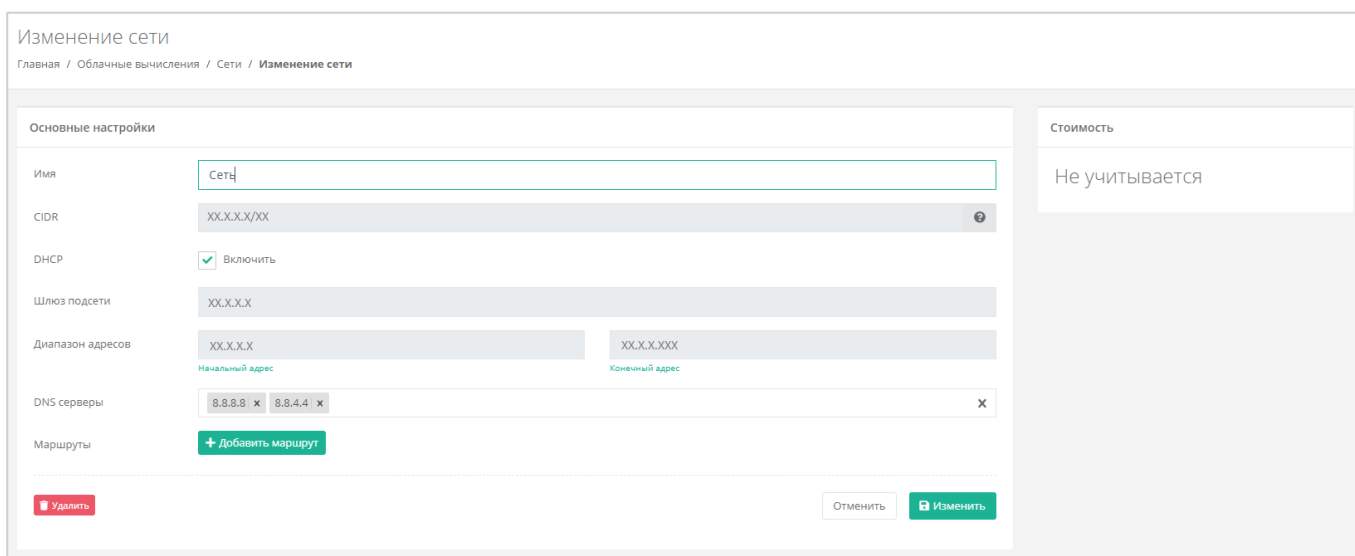 Изменение сети
Главная / Облачные вычисления / Сети / Изменение сети
Основные настройки
Стоимость
Имя
Сеть
Не учитывается
CIDR
XX.X.X.X/XX
DHCP
Включить
Шлюз подсети
XX.X.X.X
Диапазон адресов
XX.X.X.X
XX.X.X.XXX
Начальный адрес
Конечный адрес
DNS серверы
8.8.8.8 x 8.8.4.4 x
Маршруты
+ Добавить маршрут
Удалить
Отменить
Изменить